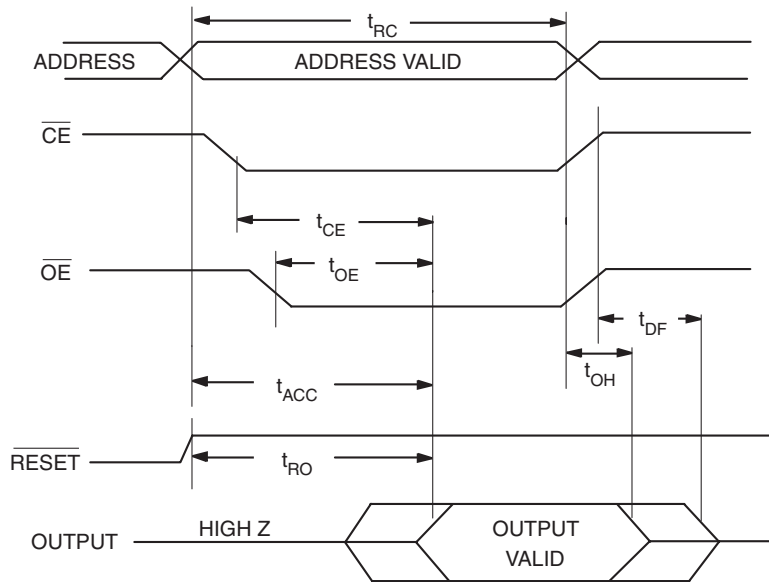 tRC
ADDRESS ADDRESS VALID
CE
tCE
tOE
OE
tDF
tOH
tACC
RESET
tRO
HIGH Z
OUTPUT
OUTPUT
VALID